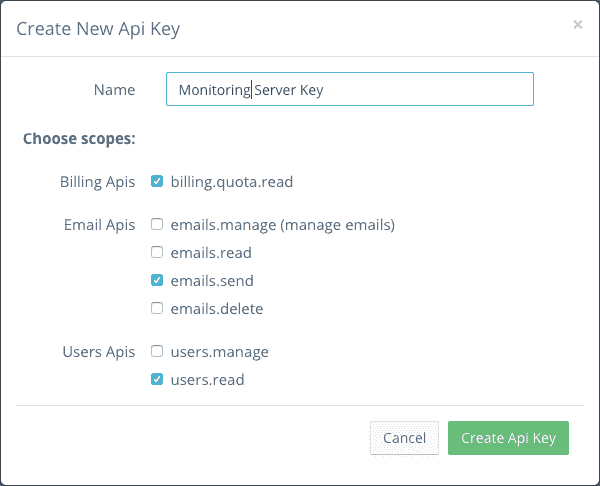 Create New Api Key ×
Name Monitoring Server Key
Choose scopes:
Billing Apis billing.quota.read
Email Apis emails.manage (manage emails)
emails.read
emails.send
emails.delete
Users Apis users.manage
users.read
Cancel Create Api Key